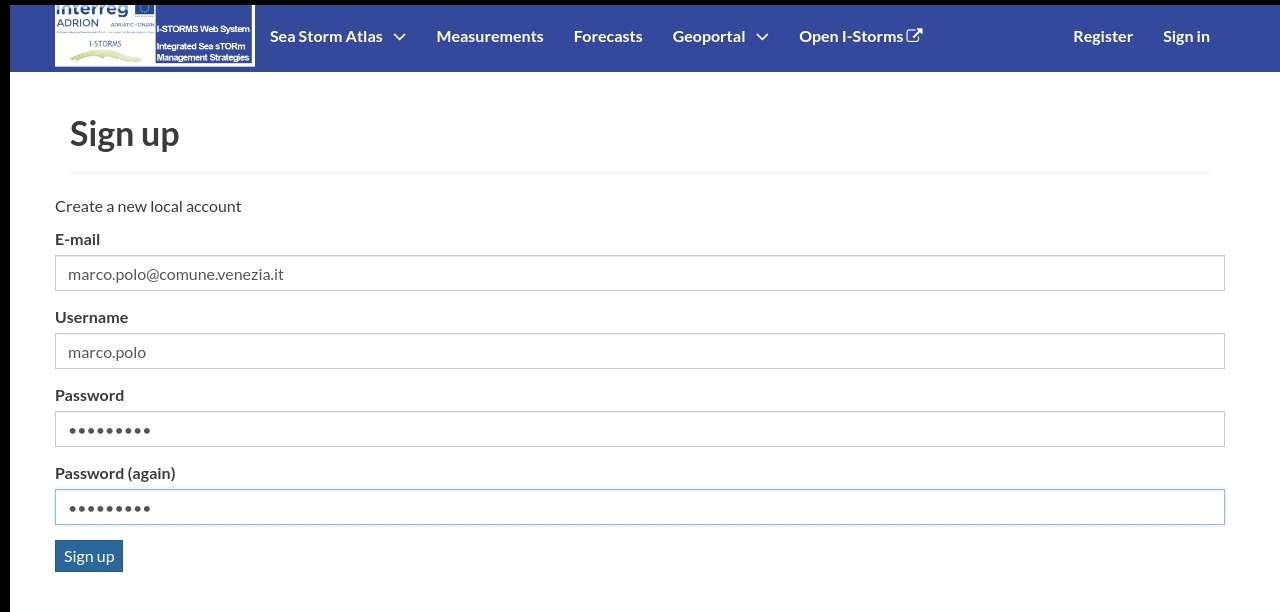 Interreg
ADRION ADRIATIC-IONIAN
I-STORMS
I-STORMS Web System
Integrated Sea sTORm
Management Strategies
Sea Storm Atlas Measurements Forecasts Geoportal Open I-Storms Register Sign in
Sign up
Create a new local account
E-mail
marco.polo@comune.venezia.it
Username
marco.polo
Password
•••••••••
Password (again)
•••••••••
Sign up